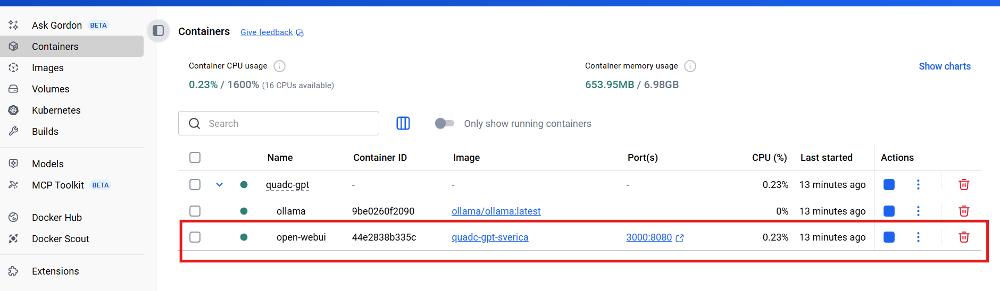 Ask Gordon BETA
Containers
Images
Volumes
Kubernetes
Builds
Models
MCP Toolkit BETA
Docker Hub
Docker Scout
Extensions
Containers Give feedback
Container CPU usage
0.23% / 1600% (16 CPUs available)
Container memory usage
653.95MB / 6.98GB
Show charts
Search
Only show running containers
Name Container ID Image Port(s) CPU (%) Last started Actions
quadc-gpt - - - 0.23% 13 minutes ago
ollama 9be0260f2090 ollama/ollama:latest 0% 13 minutes ago
open-webui 44e2838b335c quadc-gpt-sverica 3000:8080 0.23% 13 minutes ago